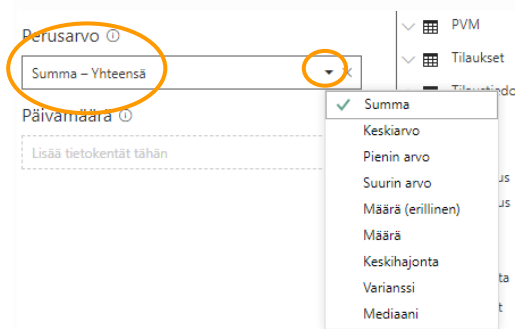 Perusarvo
PVM
Summa – Yhteensä
Tilaukset
Summa
Päivämäärä
Keskiarvo
Lisää tietokentät tähän
Pienin arvo
Suurin arvo
Määrä (erillinen)
Määrä
Keskihajonta
Varianssi
Mediaani